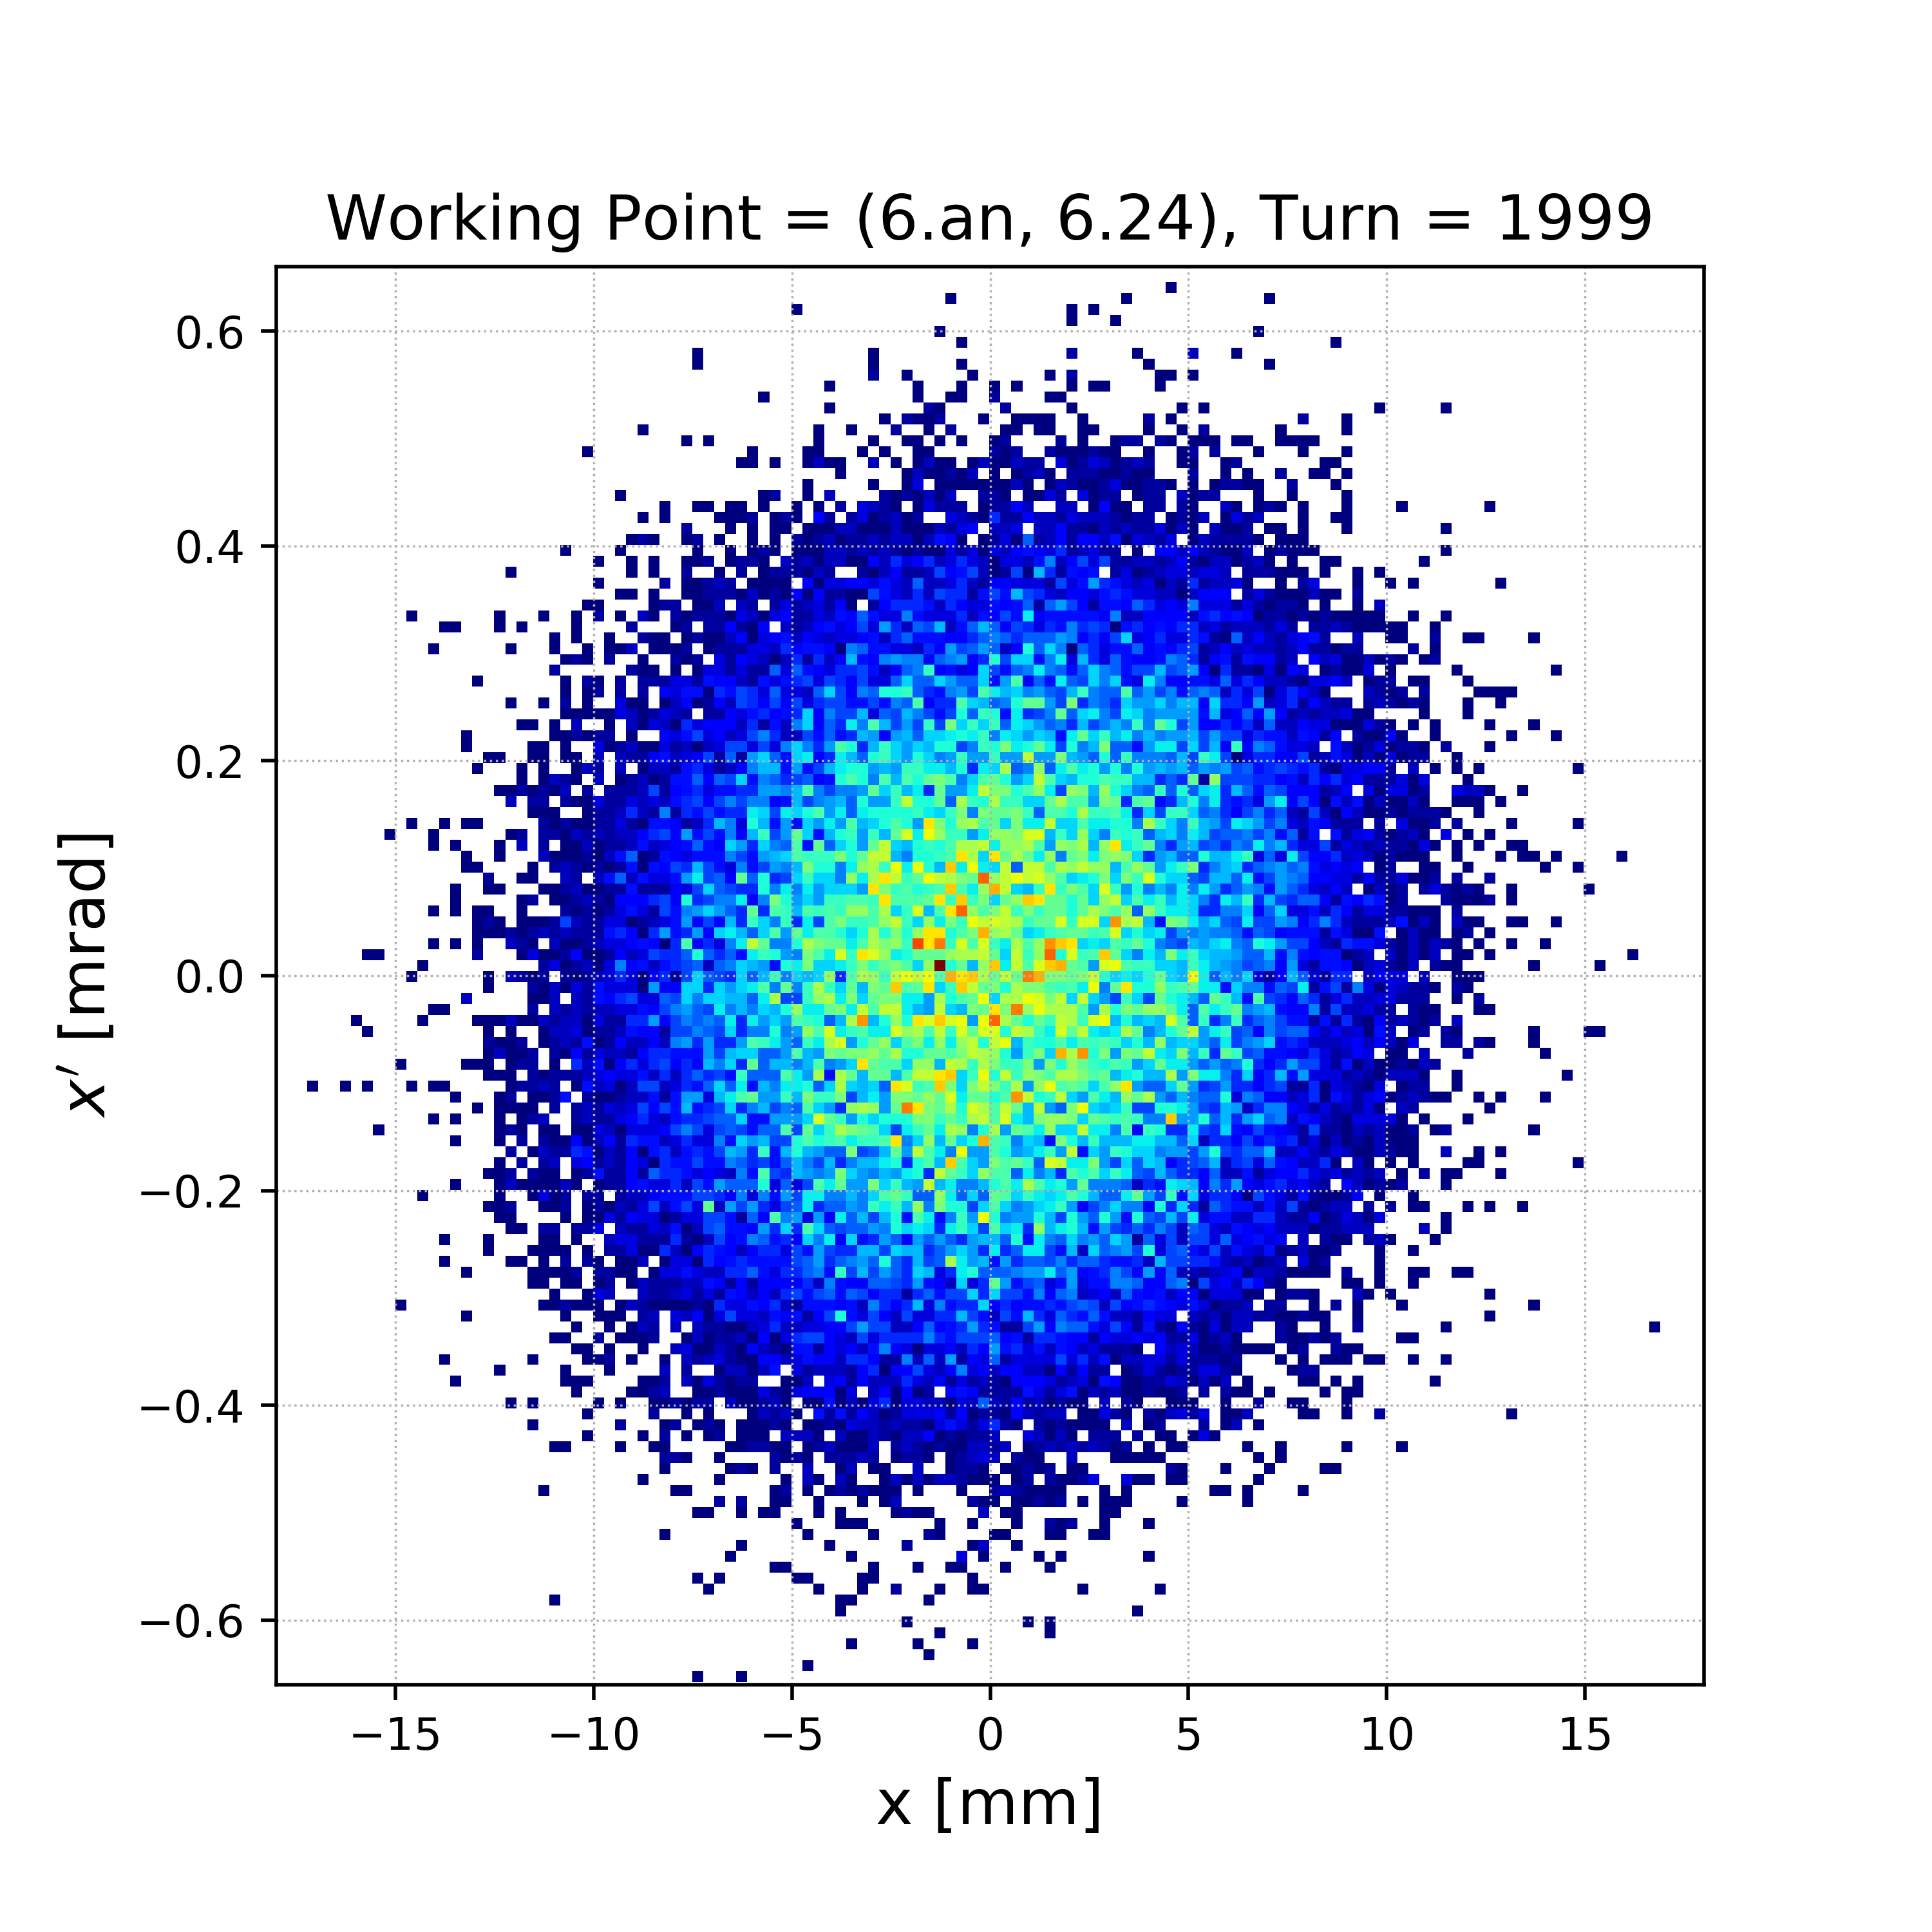 Working Point = (6.an, 6.24), Turn = 1999
0.6
0.4
0.2
0.0
−0.2
−0.4
−0.6
x′ [mrad]
−15 −10 −5 0 5 10 15
x [mm]